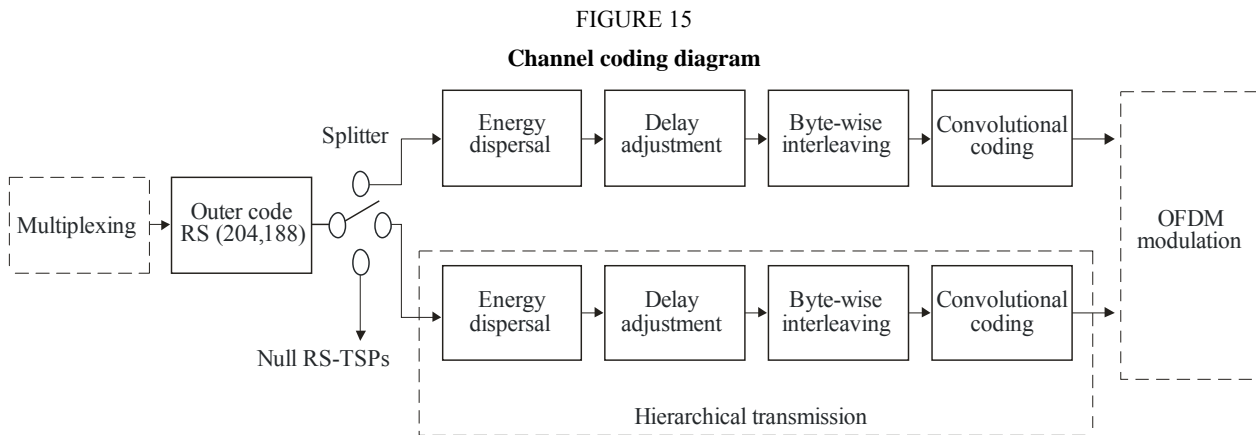 FIGURE 15
Channel coding diagram
Splitter
Energy
dispersal
Delay
adjustment
Byte-wise
interleaving
Convolutional
coding
Multiplexing
Outer code
RS (204,188)
OFDM
modulation
Energy
dispersal
Delay
adjustment
Byte-wise
interleaving
Convolutional
coding
Null RS-TSPs
Hierarchical transmission